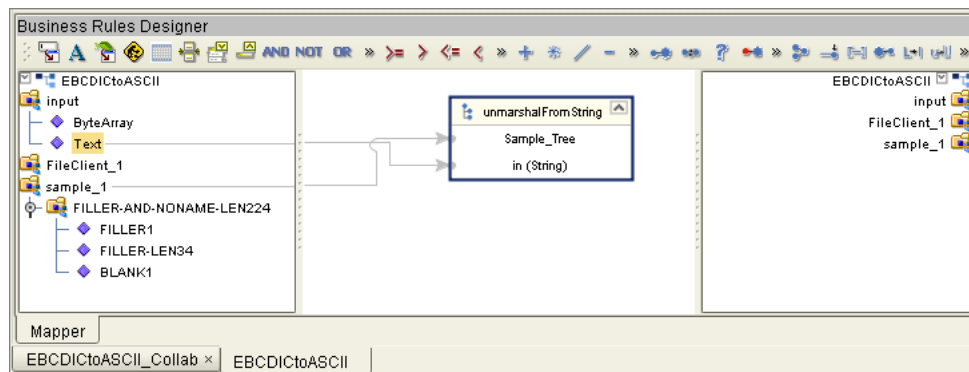 Business Rules Designer
A AND NOT OR » >= > <= < » + * / - » ? » »
EBCDICtoASCII
input
ByteArray
Text
FileClient_1
sample_1
FILLER-AND-NONAME-LEN224
FILLER1
FILLER-LEN34
BLANK1
unmarshalFromString
Sample_Tree
in (String)
EBCDICtoASCII
input
FileClient_1
sample_1
Mapper
EBCDICtoASCII_Collab ×
EBCDICtoASCII